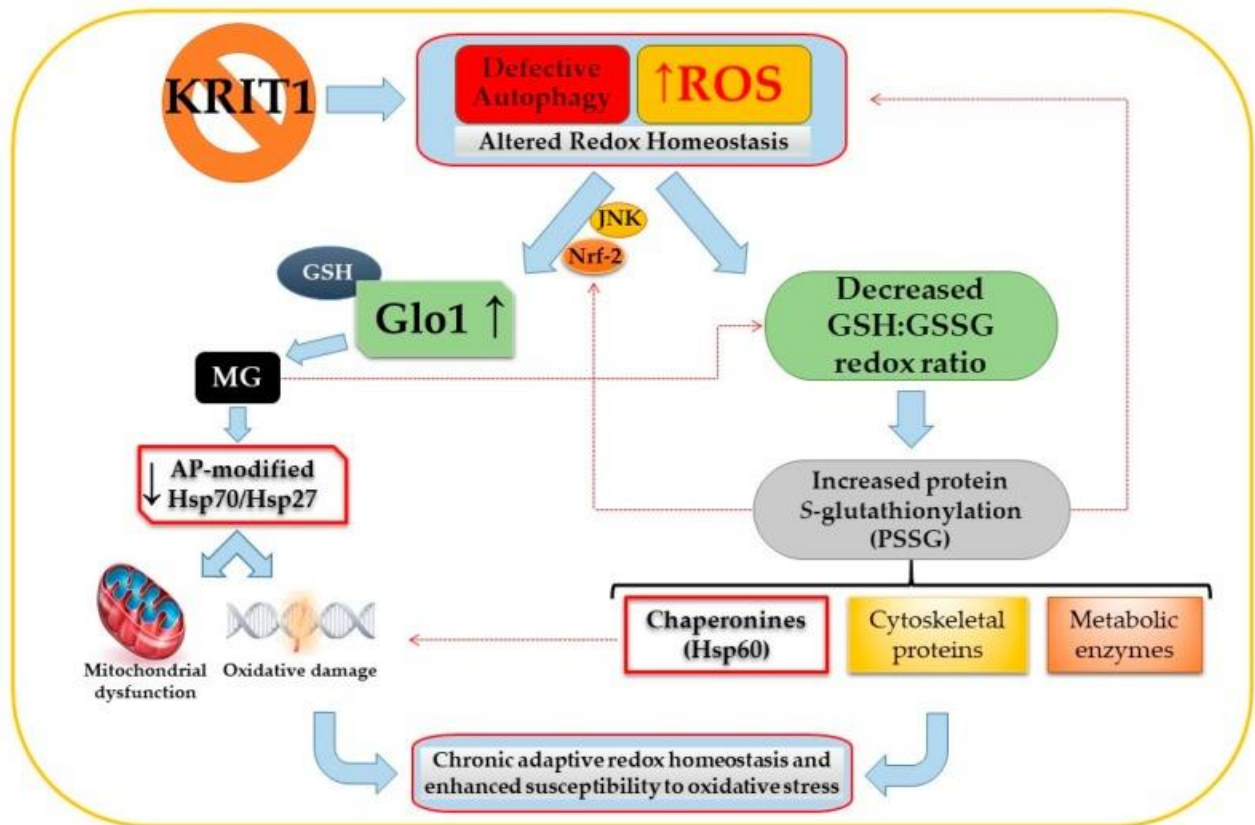 KRIT1
Defective
Autophagy
↑ROS
Altered Redox Homeostasis
JNK
Nrf-2
GSH
Glo1 ↑
Decreased
GSH:GSSG
redox ratio
MG
↓ AP-modified
Hsp70/Hsp27
Increased protein
S-glutathionylation
(PSSG)
Chaperonines
(Hsp60)
Cytoskeletal
proteins
Metabolic
enzymes
Mitochondrial
dysfunction
Oxidative damage
Chronic adaptive redox homeostasis and
enhanced susceptibility to oxidative stress